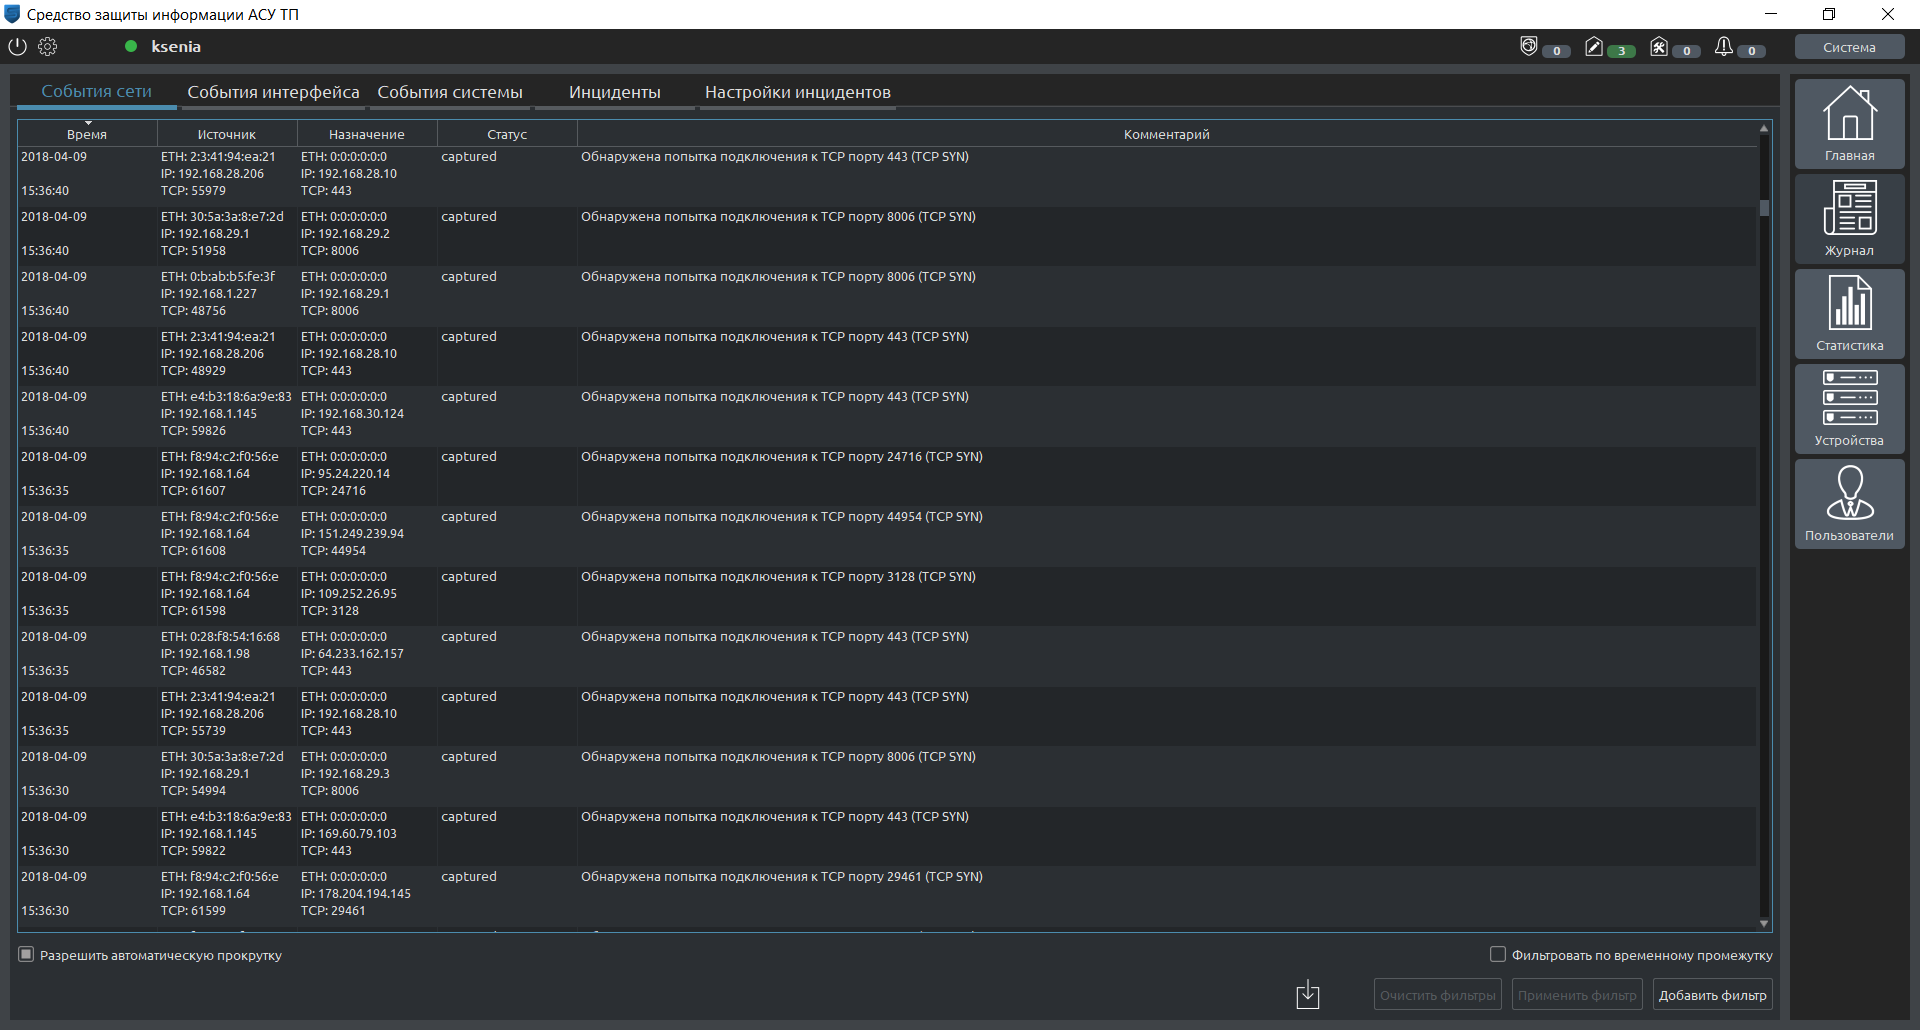 Средство защиты информации АСУ ТП
ksenia
0 3 0 0 Система
События сети События интерфейса События системы Инциденты Настройки инцидентов
Время Источник Назначение Статус Комментарий
2018-04-09 ETH: 2:3:41:94:ea:21 ETH: 0:0:0:0:0:0 captured Обнаружена попытка подключения к TCP порту 443 (TCP SYN)
IP: 192.168.28.206 IP: 192.168.28.10
15:36:40 TCP: 55979 TCP: 443
2018-04-09 ETH: 30:5a:3a:8:e7:2d ETH: 0:0:0:0:0:0 captured Обнаружена попытка подключения к TCP порту 8006 (TCP SYN)
IP: 192.168.29.1 IP: 192.168.29.2
15:36:40 TCP: 51958 TCP: 8006
2018-04-09 ETH: 0:b:ab:b5:fe:3f ETH: 0:0:0:0:0:0 captured Обнаружена попытка подключения к TCP порту 8006 (TCP SYN)
IP: 192.168.1.227 IP: 192.168.29.1
15:36:40 TCP: 48756 TCP: 8006
2018-04-09 ETH: 2:3:41:94:ea:21 ETH: 0:0:0:0:0:0 captured Обнаружена попытка подключения к TCP порту 443 (TCP SYN)
IP: 192.168.28.206 IP: 192.168.28.10
15:36:40 TCP: 48929 TCP: 443
2018-04-09 ETH: e4:b3:18:6a:9e:83 ETH: 0:0:0:0:0:0 captured Обнаружена попытка подключения к TCP порту 443 (TCP SYN)
IP: 192.168.1.145 IP: 192.168.30.124
15:36:40 TCP: 59826 TCP: 443
2018-04-09 ETH: f8:94:c2:f0:56:e ETH: 0:0:0:0:0:0 captured Обнаружена попытка подключения к TCP порту 24716 (TCP SYN)
IP: 192.168.1.64 IP: 95.24.220.14
15:36:35 TCP: 61607 TCP: 24716
2018-04-09 ETH: f8:94:c2:f0:56:e ETH: 0:0:0:0:0:0 captured Обнаружена попытка подключения к TCP порту 44954 (TCP SYN)
IP: 192.168.1.64 IP: 151.249.239.94
15:36:35 TCP: 61608 TCP: 44954
2018-04-09 ETH: f8:94:c2:f0:56:e ETH: 0:0:0:0:0:0 captured Обнаружена попытка подключения к TCP порту 3128 (TCP SYN)
IP: 192.168.1.64 IP: 109.252.26.95
15:36:35 TCP: 61598 TCP: 3128
2018-04-09 ETH: 0:28:f8:54:16:68 ETH: 0:0:0:0:0:0 captured Обнаружена попытка подключения к TCP порту 443 (TCP SYN)
IP: 192.168.1.98 IP: 64.233.162.157
15:36:35 TCP: 46582 TCP: 443
2018-04-09 ETH: 2:3:41:94:ea:21 ETH: 0:0:0:0:0:0 captured Обнаружена попытка подключения к TCP порту 443 (TCP SYN)
IP: 192.168.28.206 IP: 192.168.28.10
15:36:35 TCP: 55739 TCP: 443
2018-04-09 ETH: 30:5a:3a:8:e7:2d ETH: 0:0:0:0:0:0 captured Обнаружена попытка подключения к TCP порту 8006 (TCP SYN)
IP: 192.168.29.1 IP: 192.168.29.3
15:36:30 TCP: 54994 TCP: 8006
2018-04-09 ETH: e4:b3:18:6a:9e:83 ETH: 0:0:0:0:0:0 captured Обнаружена попытка подключения к TCP порту 443 (TCP SYN)
IP: 192.168.1.145 IP: 169.60.79.103
15:36:30 TCP: 59822 TCP: 443
2018-04-09 ETH: f8:94:c2:f0:56:e ETH: 0:0:0:0:0:0 captured Обнаружена попытка подключения к TCP порту 29461 (TCP SYN)
IP: 192.168.1.64 IP: 178.204.194.145
15:36:30 TCP: 61599 TCP: 29461
Разрешить автоматическую прокрутку Фильтровать по временному промежутку
Очистить фильтры Применить фильтр Добавить фильтр
Главная
Журнал
Статистика
Устройства
Пользователи